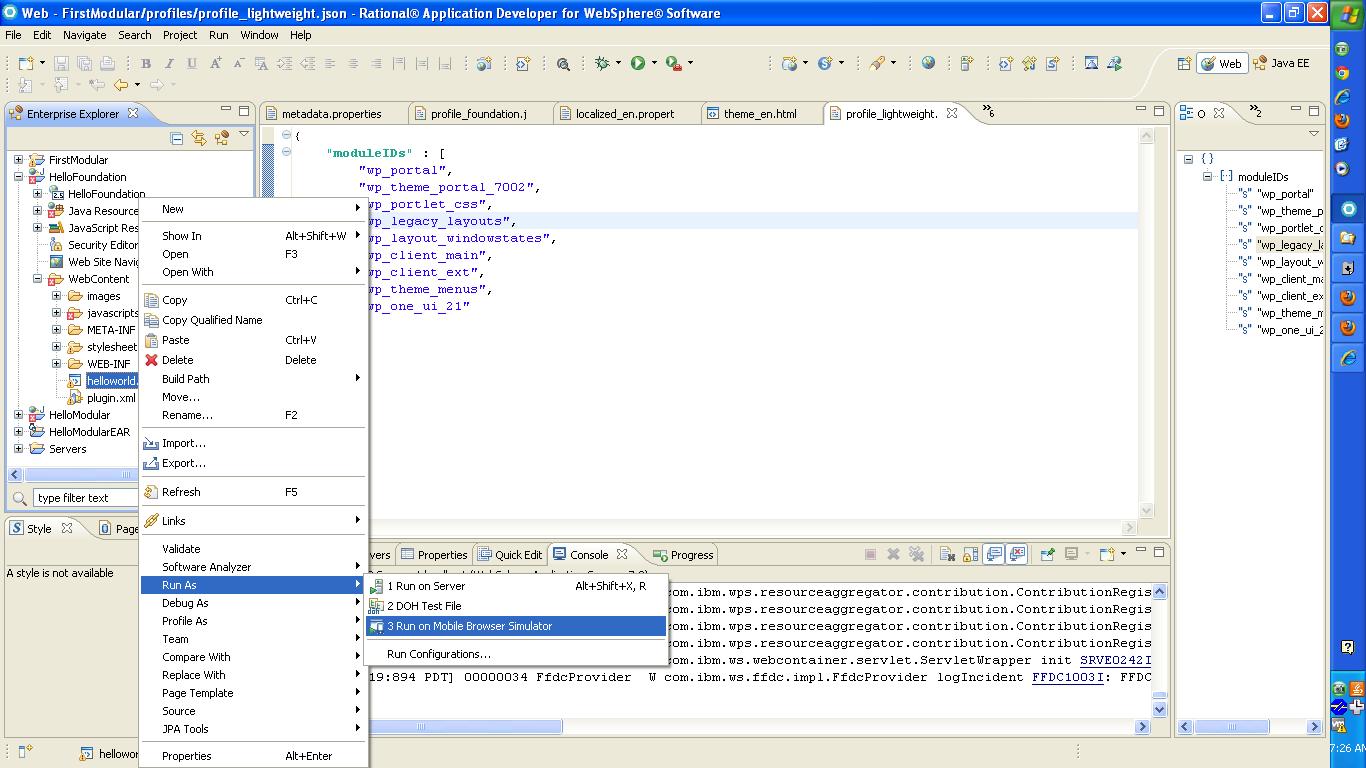 Web - FirstModular/profiles/profile_lightweight.json - Rational® Application Developer for WebSphere® Software
File Edit Navigate Search Project Run Window Help
Web Java EE
Enterprise Explorer
FirstModular
HelloFoundation
HelloFoundation
Java Resource
JavaScript Res
Security Editor
Web Site Navig
WebContent
images
javascripts
META-INF
stylesheet
WEB-INF
helloworld.
plugin.xml
HelloModular
HelloModularEAR
Servers
type filter text
Style Page
A style is not available
New
Show In Alt+Shift+W
Open F3
Open With
Copy Ctrl+C
Copy Qualified Name
Paste Ctrl+V
Delete Delete
Build Path
Move...
Rename... F2
Import...
Export...
Refresh F5
Links
Validate
Software Analyzer
Run As
Debug As
Profile As
Team
Compare With
Replace With
Page Template
Source
JPA Tools
Properties Alt+Enter
1 Run on Server Alt+Shift+X, R
2 DOH Test File
3 Run on Mobile Browser Simulator
Run Configurations...
metadata.properties profile_foundation.j localized_en.propert theme_en.html profile_lightweight. »6
{
"moduleIDs" : [
"wp_portal",
"wp_theme_portal_7002",
wp_portlet_css",
wp_legacy_layouts",
wp_layout_windowstates",
wp_client_main",
wp_client_ext",
wp_theme_menus",
wp_one_ui_21"
O »2
{}
moduleIDs
"wp_portal"
"wp_theme_p
"wp_portlet_c
"wp_legacy_la
"wp_layout_w
"wp_client_ma
"wp_client_ex
"wp_theme_m
"wp_one_ui_2
vers Properties Quick Edit Console Progress
com.ibm.wps.resourceaggregator.contribution.ContributionRegis
com.ibm.wps.resourceaggregator.contribution.ContributionRegis
com.ibm.wps.resourceaggregator.contribution.ContributionRegis
com.ibm.wps.resourceaggregator.contribution.ContributionRegis
com.ibm.ws.webcontainer.servlet.ServletWrapper init SRVE0242I
19:894 PDT] 00000034 FfdcProvider W com.ibm.ws.ffdc.impl.FfdcProvider logIncident FFDC1003I: FFDC
hellowor
7:26 AM